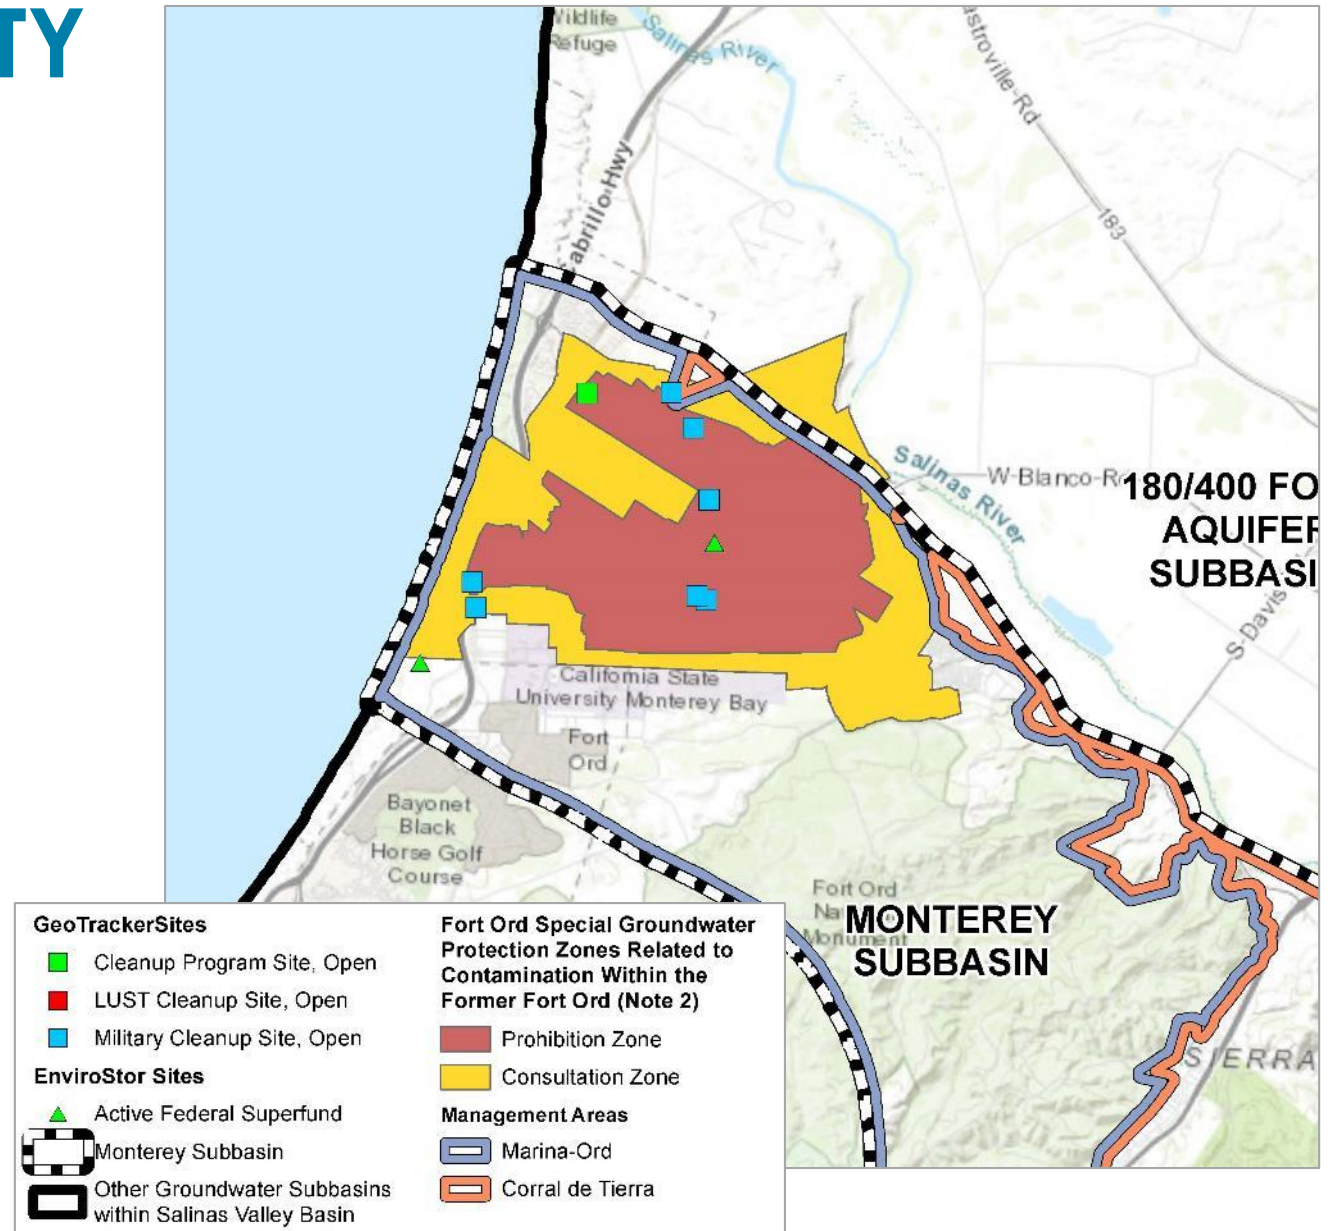 TY
Wildlife
Refuge
Salinas River
astroville-Rd
abrillo-Hwy
183
Salinas River
W-Blanco-R
180/400 FO
AQUIFER
SUBBASI
S-Davis
California State
University Monterey Bay
Fort
Ord
Bayonet
Black
Horse Golf
Course
Fort Ord
Na
Monument
MONTEREY
SUBBASIN
SIERRA
GeoTrackerSites
Cleanup Program Site, Open
LUST Cleanup Site, Open
Military Cleanup Site, Open
EnviroStor Sites
Active Federal Superfund
Monterey Subbasin
Other Groundwater Subbasins
within Salinas Valley Basin
Fort Ord Special Groundwater
Protection Zones Related to
Contamination Within the
Former Fort Ord (Note 2)
Prohibition Zone
Consultation Zone
Management Areas
Marina-Ord
Corral de Tierra